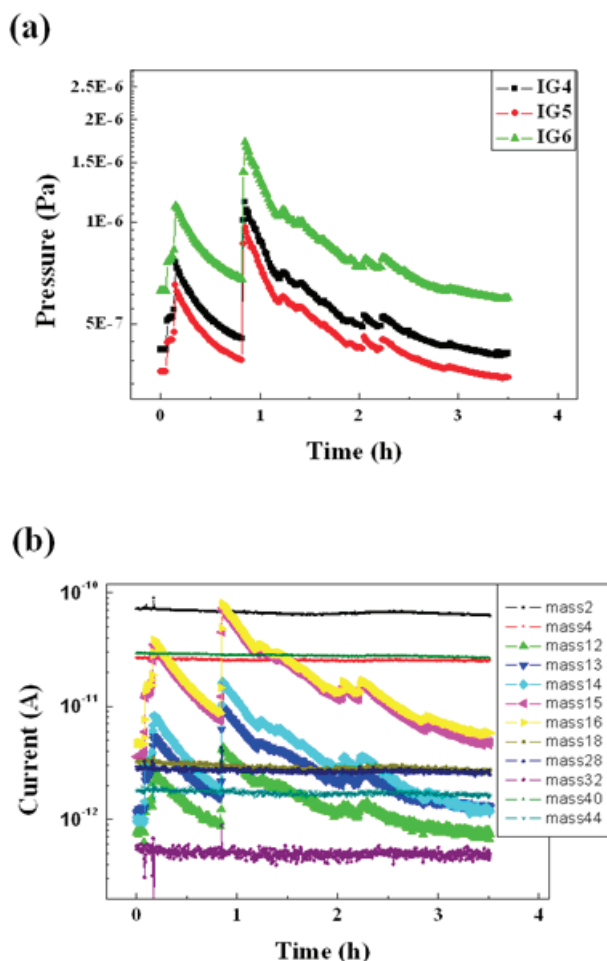 (a)
2.5E-6
2E-6
1.5E-6
1E-6
5E-7
Pressure (Pa)
IG4
IG5
IG6
0
1
2
3
4
Time (h)
(b)
10⁻¹⁰
10⁻¹¹
10⁻¹²
Current (A)
mass2
mass4
mass12
mass13
mass14
mass15
mass16
mass18
mass28
mass32
mass40
mass44
0
1
2
3
4
Time (h)